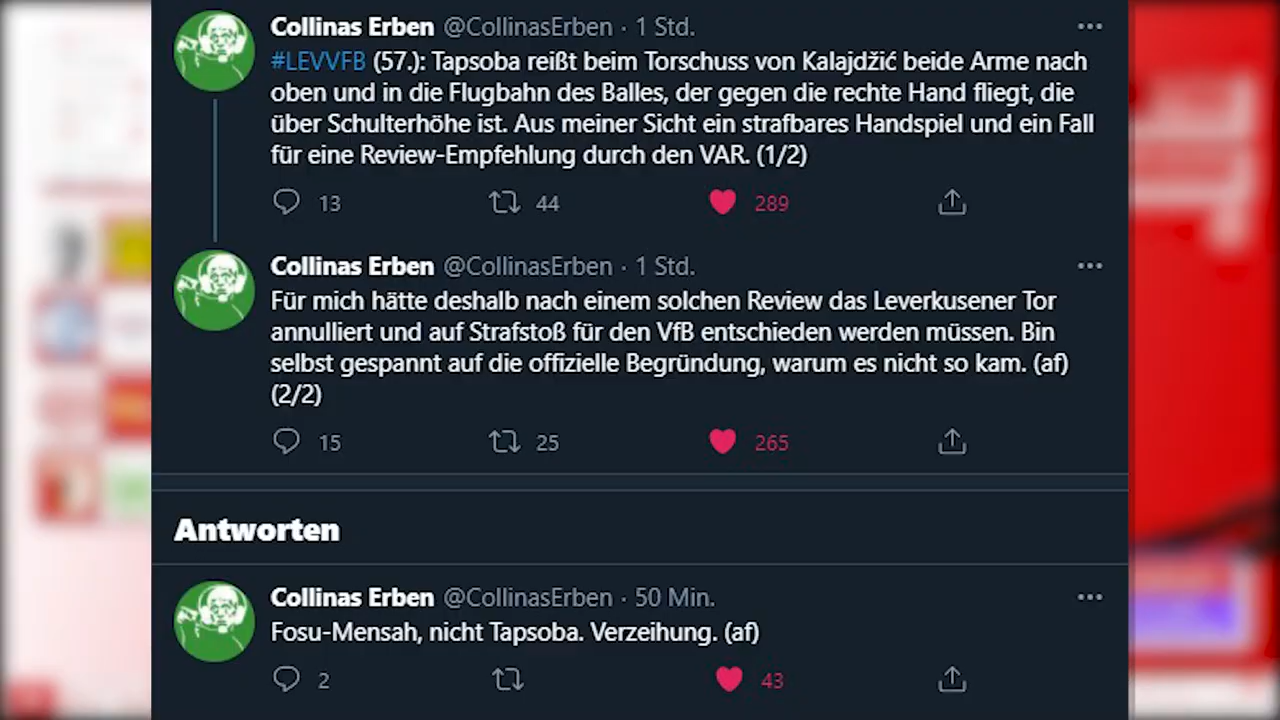 Collinas Erben @CollinasErben · 1 Std.
#LEVVFB (57.): Tapsoba reißt beim Torschuss von Kalajdžić beide Arme nach
oben und in die Flugbahn des Balles, der gegen die rechte Hand fliegt, die
über Schulterhöhe ist. Aus meiner Sicht ein strafbares Handspiel und ein Fall
für eine Review-Empfehlung durch den VAR. (1/2)
13 44 289
Collinas Erben @CollinasErben · 1 Std.
Für mich hätte deshalb nach einem solchen Review das Leverkusener Tor
annulliert und auf Strafstoß für den VfB entschieden werden müssen. Bin
selbst gespannt auf die offizielle Begründung, warum es nicht so kam. (af)
(2/2)
15 25 265
Antworten
Collinas Erben @CollinasErben · 50 Min.
Fosu-Mensah, nicht Tapsoba. Verzeihung. (af)
2 43